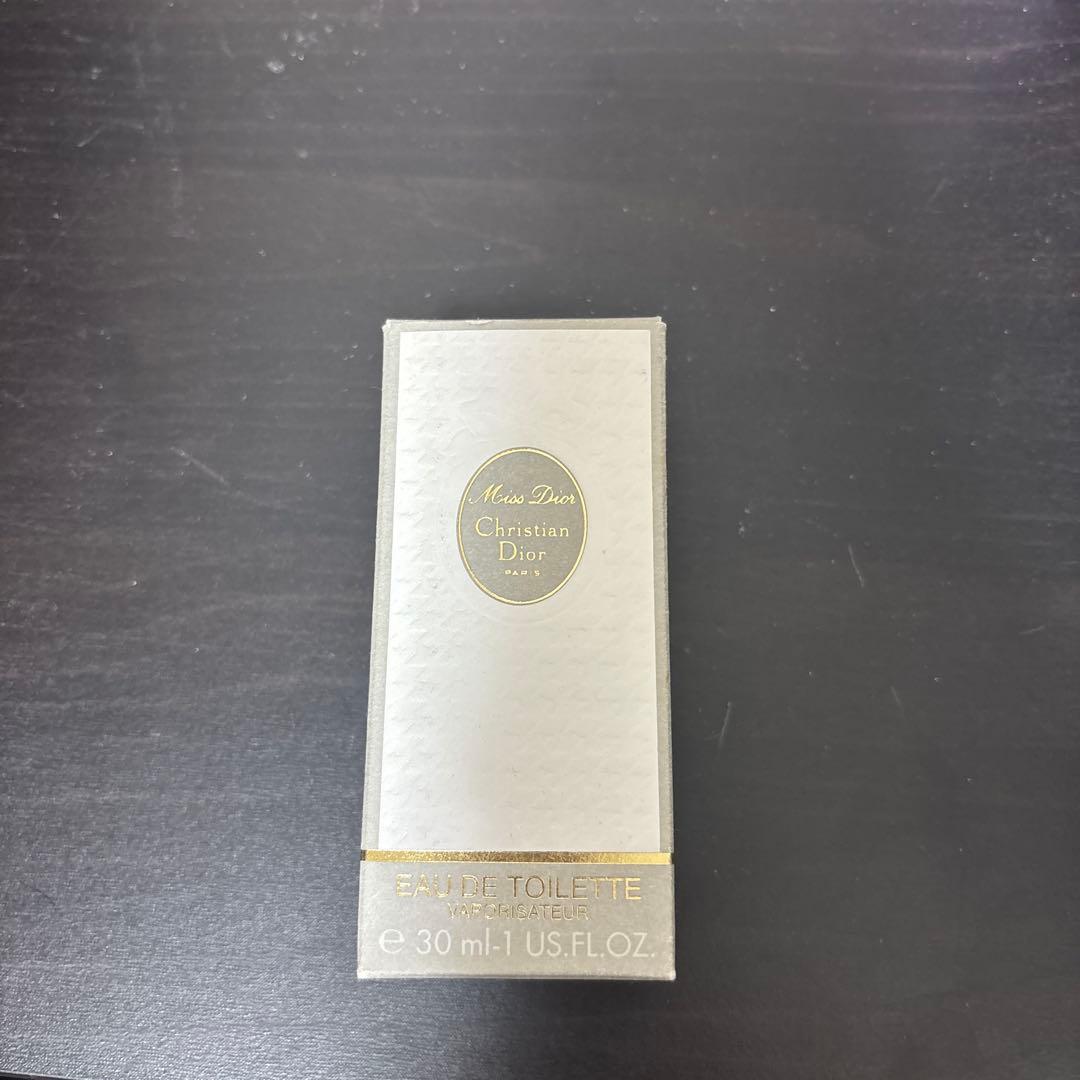 Miss Dior
Christian
Dior
PARIS
EAU DE TOILETTE
VAPORISATEUR
℮ 30 ml-1 US.FL.OZ.